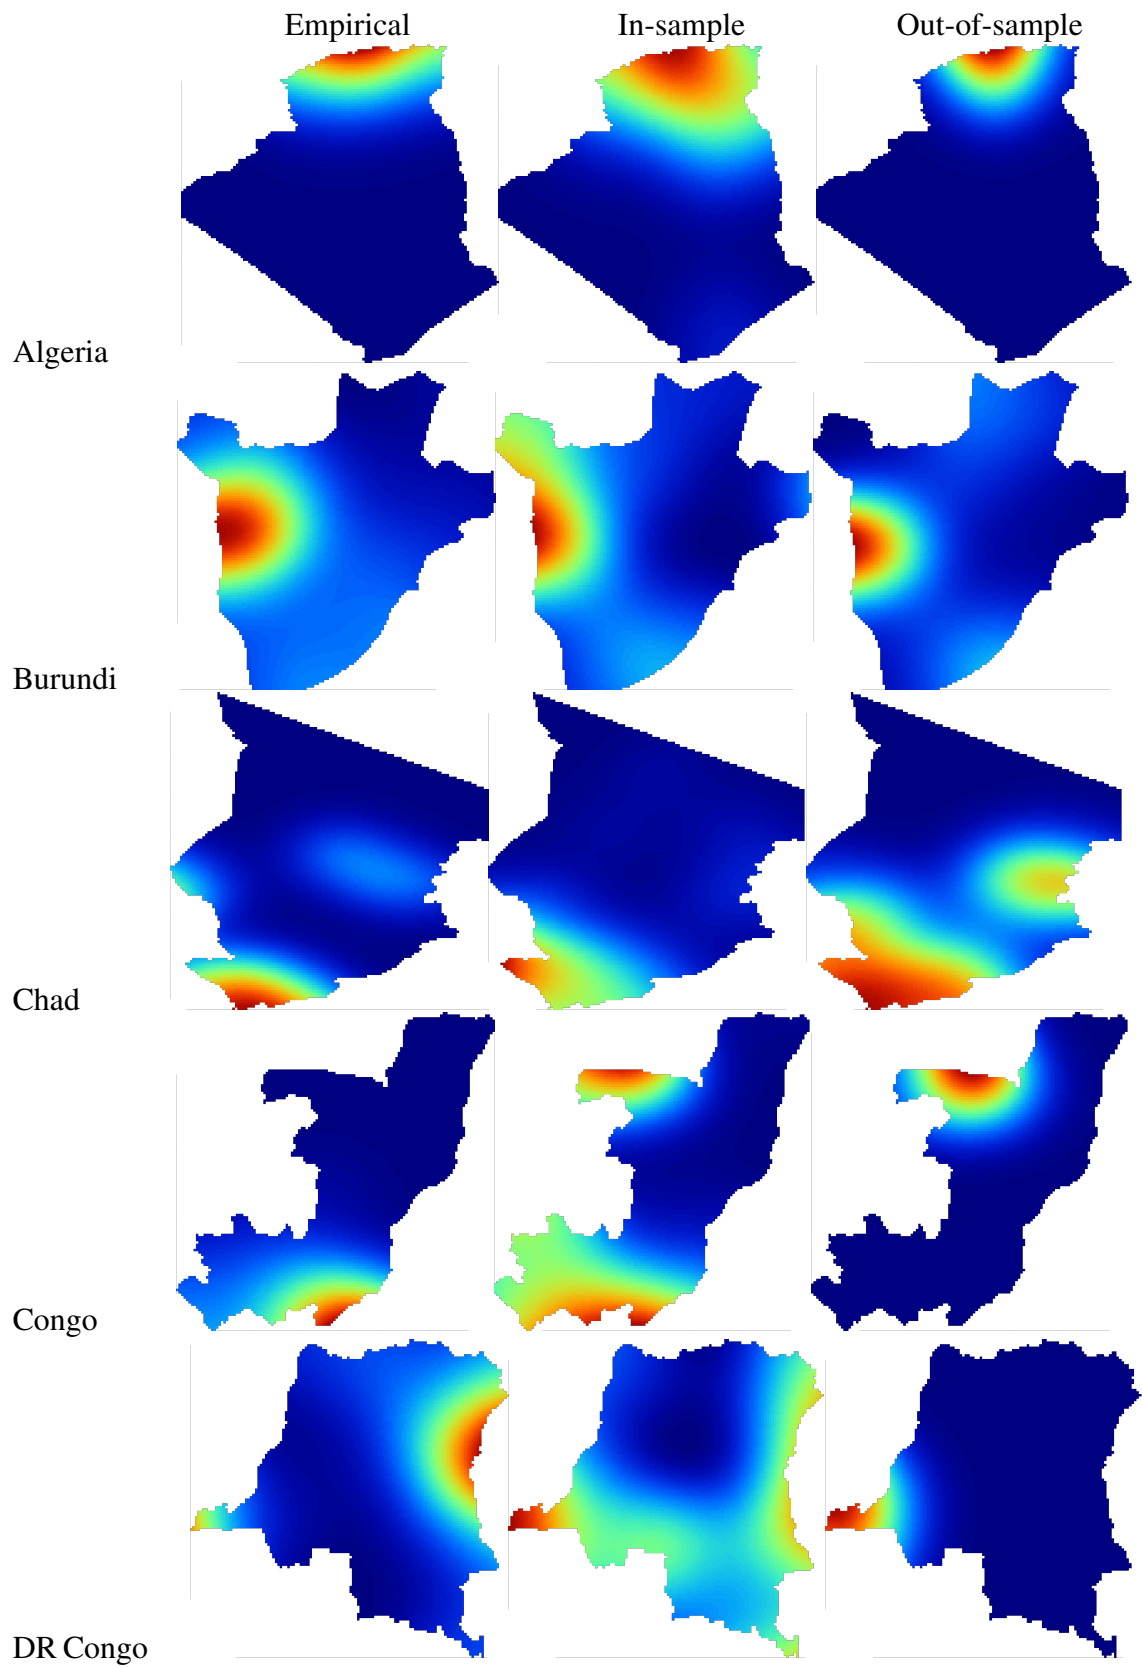 Empirical In-sample Out-of-sample
Algeria
Burundi
Chad
Congo
DR Congo